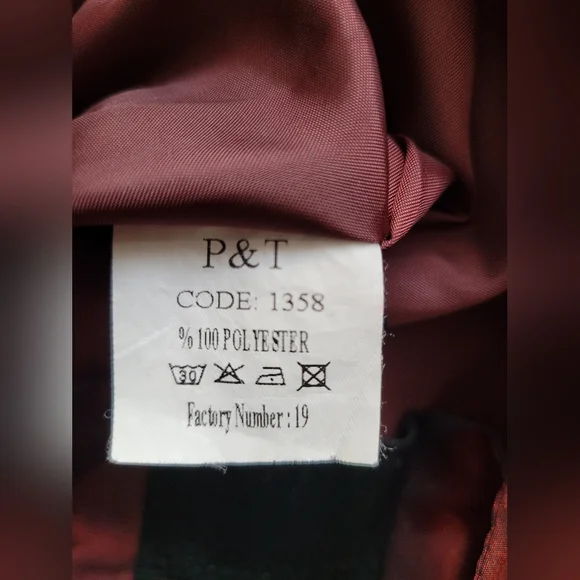 P&T
CODE: 1358
% 100 POLYESTER
30
Factory Number : 19